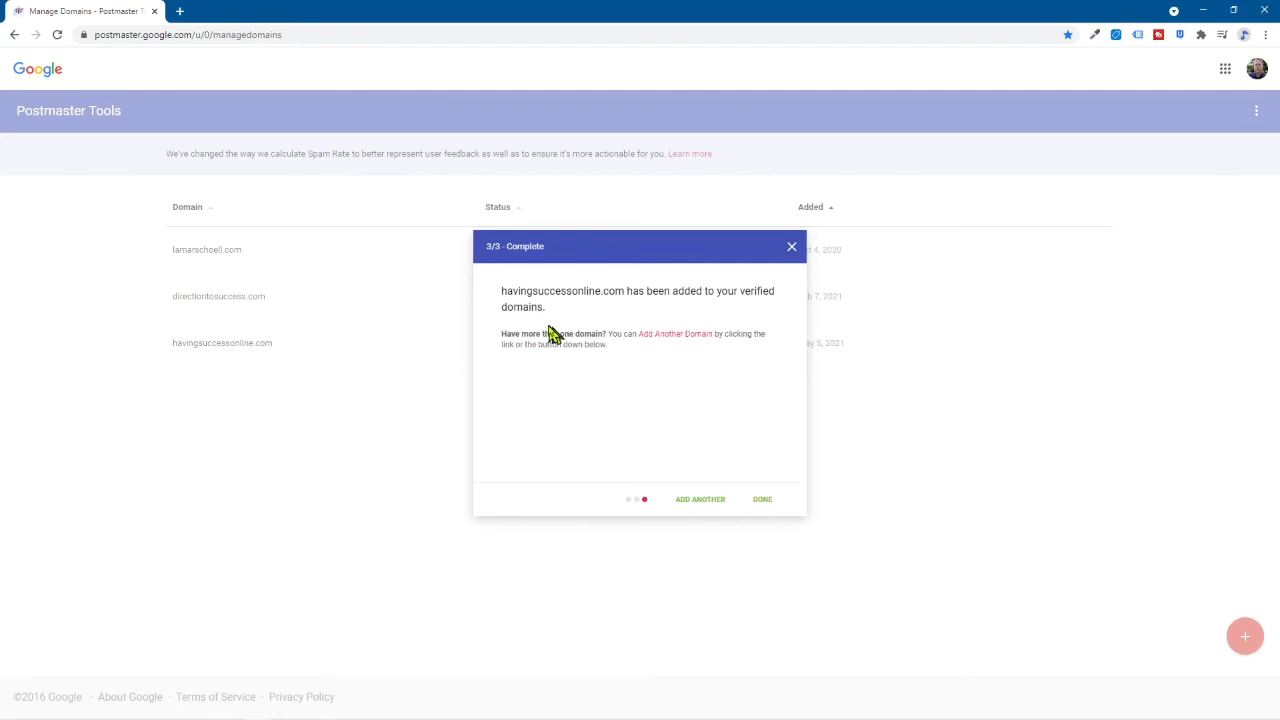 Manage Domains - Postmaster T
postmaster.google.com/u/0/managedomains
Google
Postmaster Tools
We've changed the way we calculate Spam Rate to better represent user feedback as well as to ensure it's more actionable for you. Learn more
Domain Status Added
lamarschoell.com t 4, 2020
directiontosuccess.com 7, 2021
havingsuccessonline.com y 5, 2021
3/3 - Complete
havingsuccessonline.com has been added to your verified
domains.
Have more than one domain? You can Add Another Domain by clicking the
link or the button down below.
ADD ANOTHER DONE
©2016 Google · About Google · Terms of Service · Privacy Policy